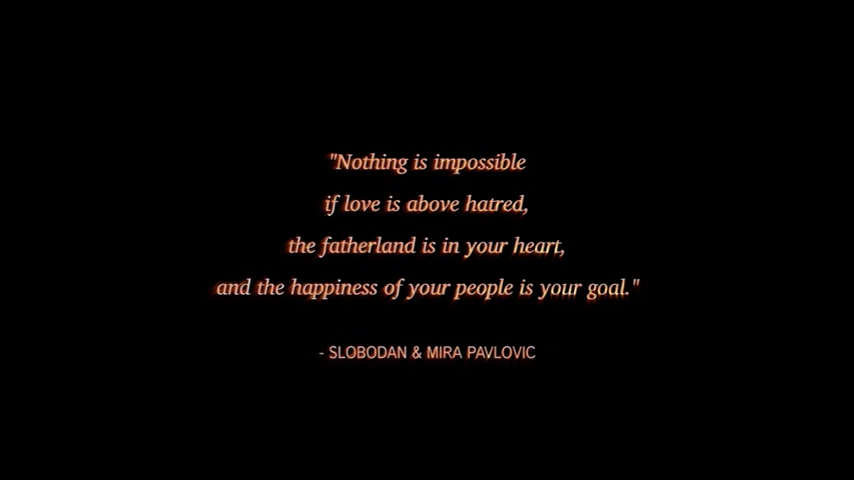 "Nothing is impossible
if love is above hatred,
the fatherland is in your heart,
and the happiness of your people is your goal."
- SLOBODAN & MIRA PAVLOVIC